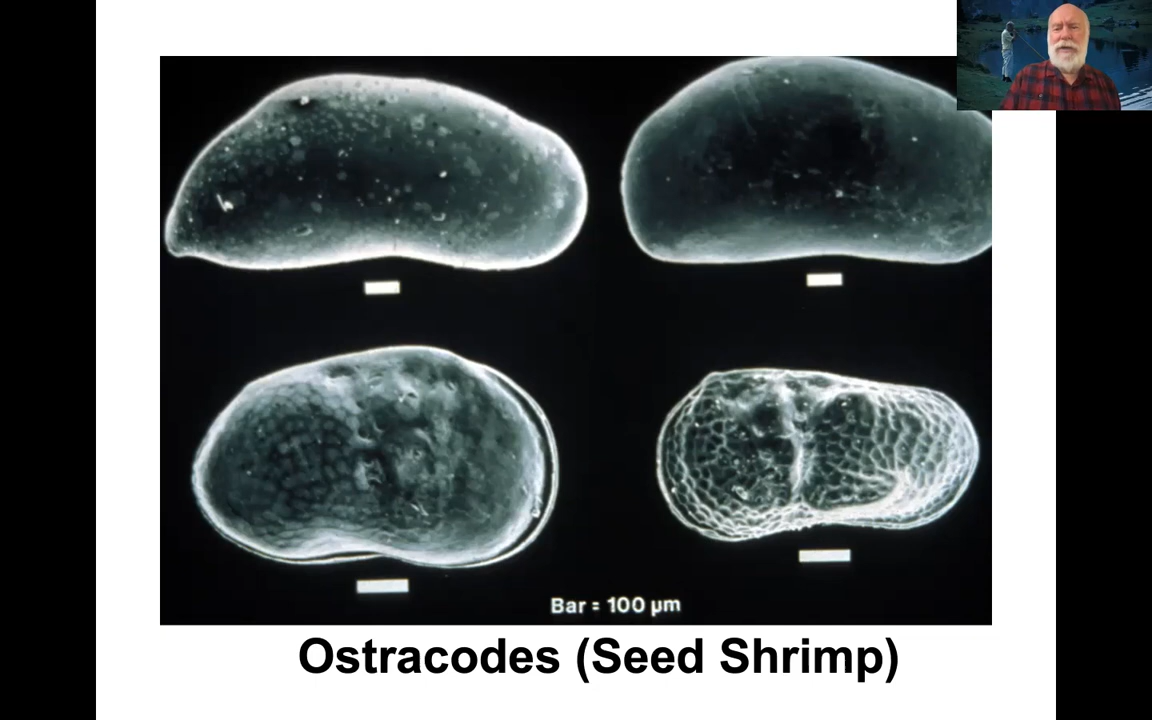 Bar = 100 µm
Ostracodes (Seed Shrimp)